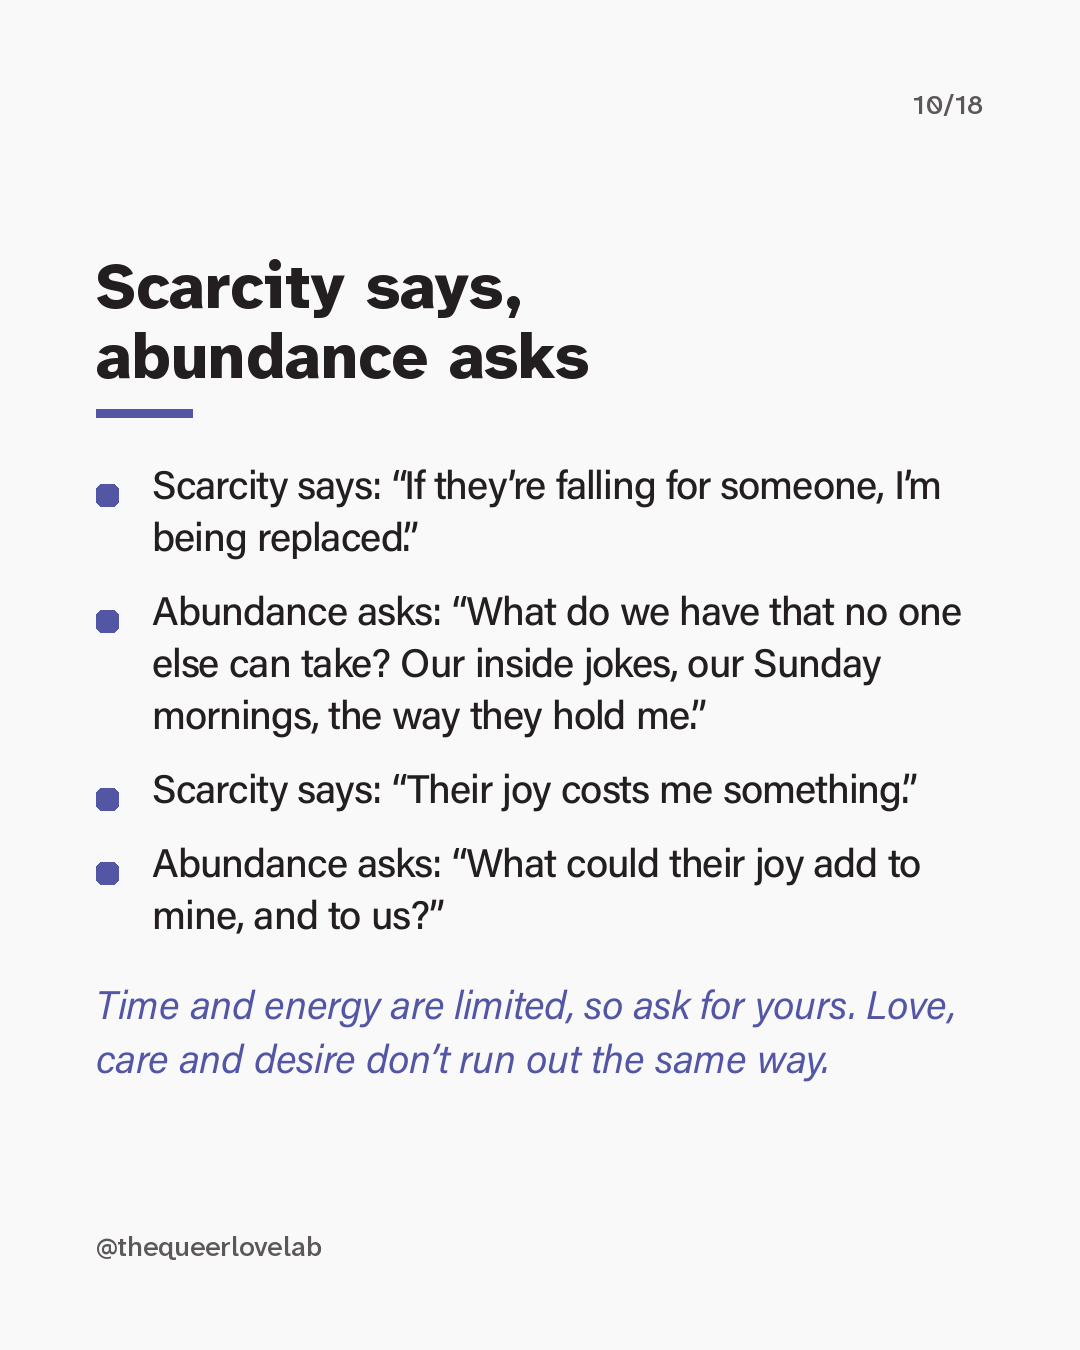 10/18
Scarcity says,
abundance asks
Scarcity says: “If they’re falling for someone, I’m
being replaced.”
Abundance asks: “What do we have that no one
else can take? Our inside jokes, our Sunday
mornings, the way they hold me.”
Scarcity says: “Their joy costs me something.”
Abundance asks: “What could their joy add to
mine, and to us?”
Time and energy are limited, so ask for yours. Love,
care and desire don’t run out the same way.
@thequeerlovelab